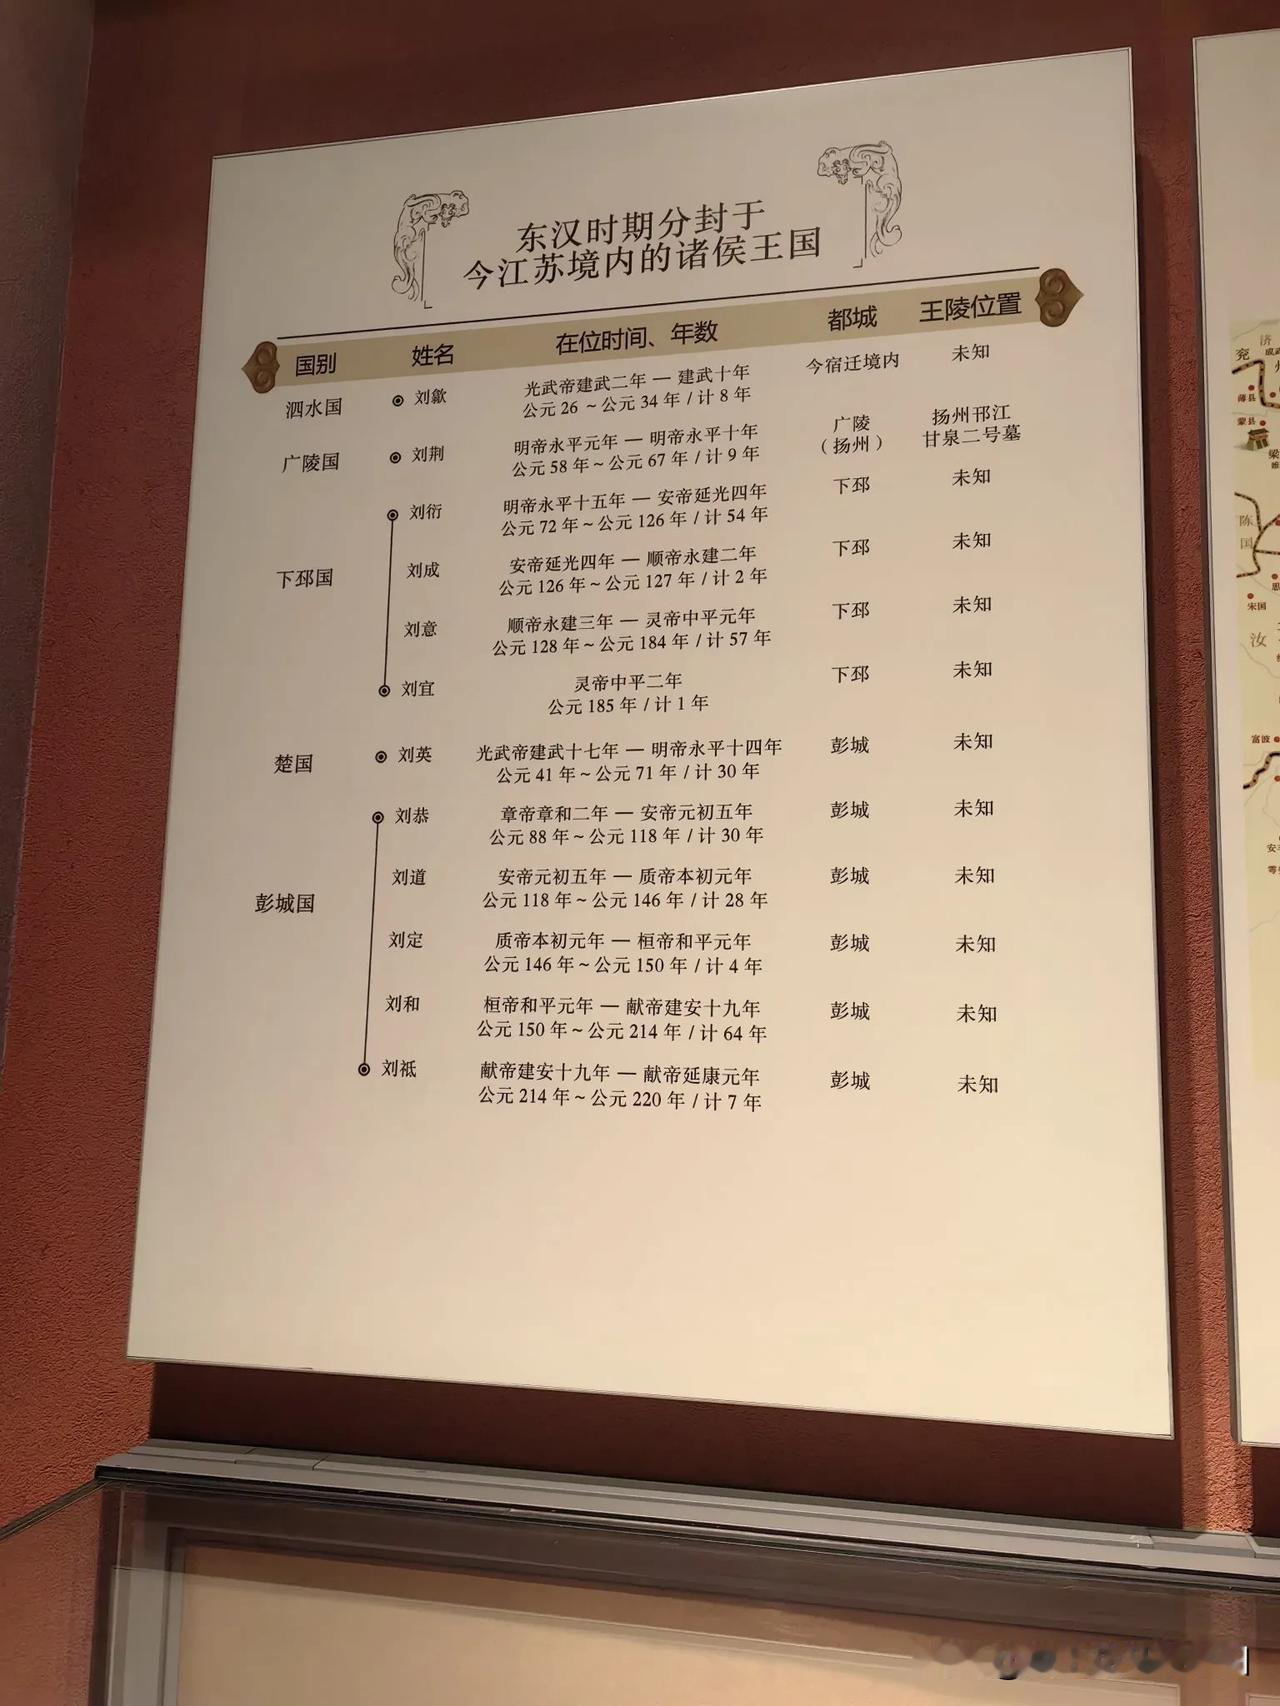 东汉时期分封于
今江苏境内的诸侯王国
国别 姓名 在位时间、年数 都城 王陵位置
泗水国 刘歙 光武帝建武二年 — 建武十年 今宿迁境内 未知
公元 26 ~ 公元 34 年 / 计 8 年
广陵国 刘荆 明帝永平元年 — 明帝永平十年 广陵 扬州邗江
公元 58 年 ~ 公元 67 年 / 计 9 年 （扬州） 甘泉二号墓
下邳国 刘衍 明帝永平十五年 — 安帝延光四年 下邳 未知
公元 72 年 ~ 公元 126 年 / 计 54 年
刘成 安帝延光四年 — 顺帝永建二年 下邳 未知
公元 126 年 ~ 公元 127 年 / 计 2 年
刘意 顺帝永建三年 — 灵帝中平元年 下邳 未知
公元 128 年 ~ 公元 184 年 / 计 57 年
刘宜 灵帝中平二年 下邳 未知
公元 185 年 / 计 1 年
楚国 刘英 光武帝建武十七年 — 明帝永平十四年 彭城 未知
公元 41 年 ~ 公元 71 年 / 计 30 年
彭城国 刘恭 章帝章和二年 — 安帝元初五年 彭城 未知
公元 88 年 ~ 公元 118 年 / 计 30 年
刘道 安帝元初五年 — 质帝本初元年 彭城 未知
公元 118 年 ~ 公元 146 年 / 计 28 年
刘定 质帝本初元年 — 桓帝和平元年 彭城 未知
公元 146 年 ~ 公元 150 年 / 计 4 年
刘和 桓帝和平元年 — 献帝建安十九年 彭城 未知
公元 150 年 ~ 公元 214 年 / 计 64 年
刘祗 献帝建安十九年 — 献帝延康元年 彭城 未知
公元 214 年 ~ 公元 220 年 / 计 7 年
济
兖
薄县
蒙县
梁
陈
国
宋国
汝
富波